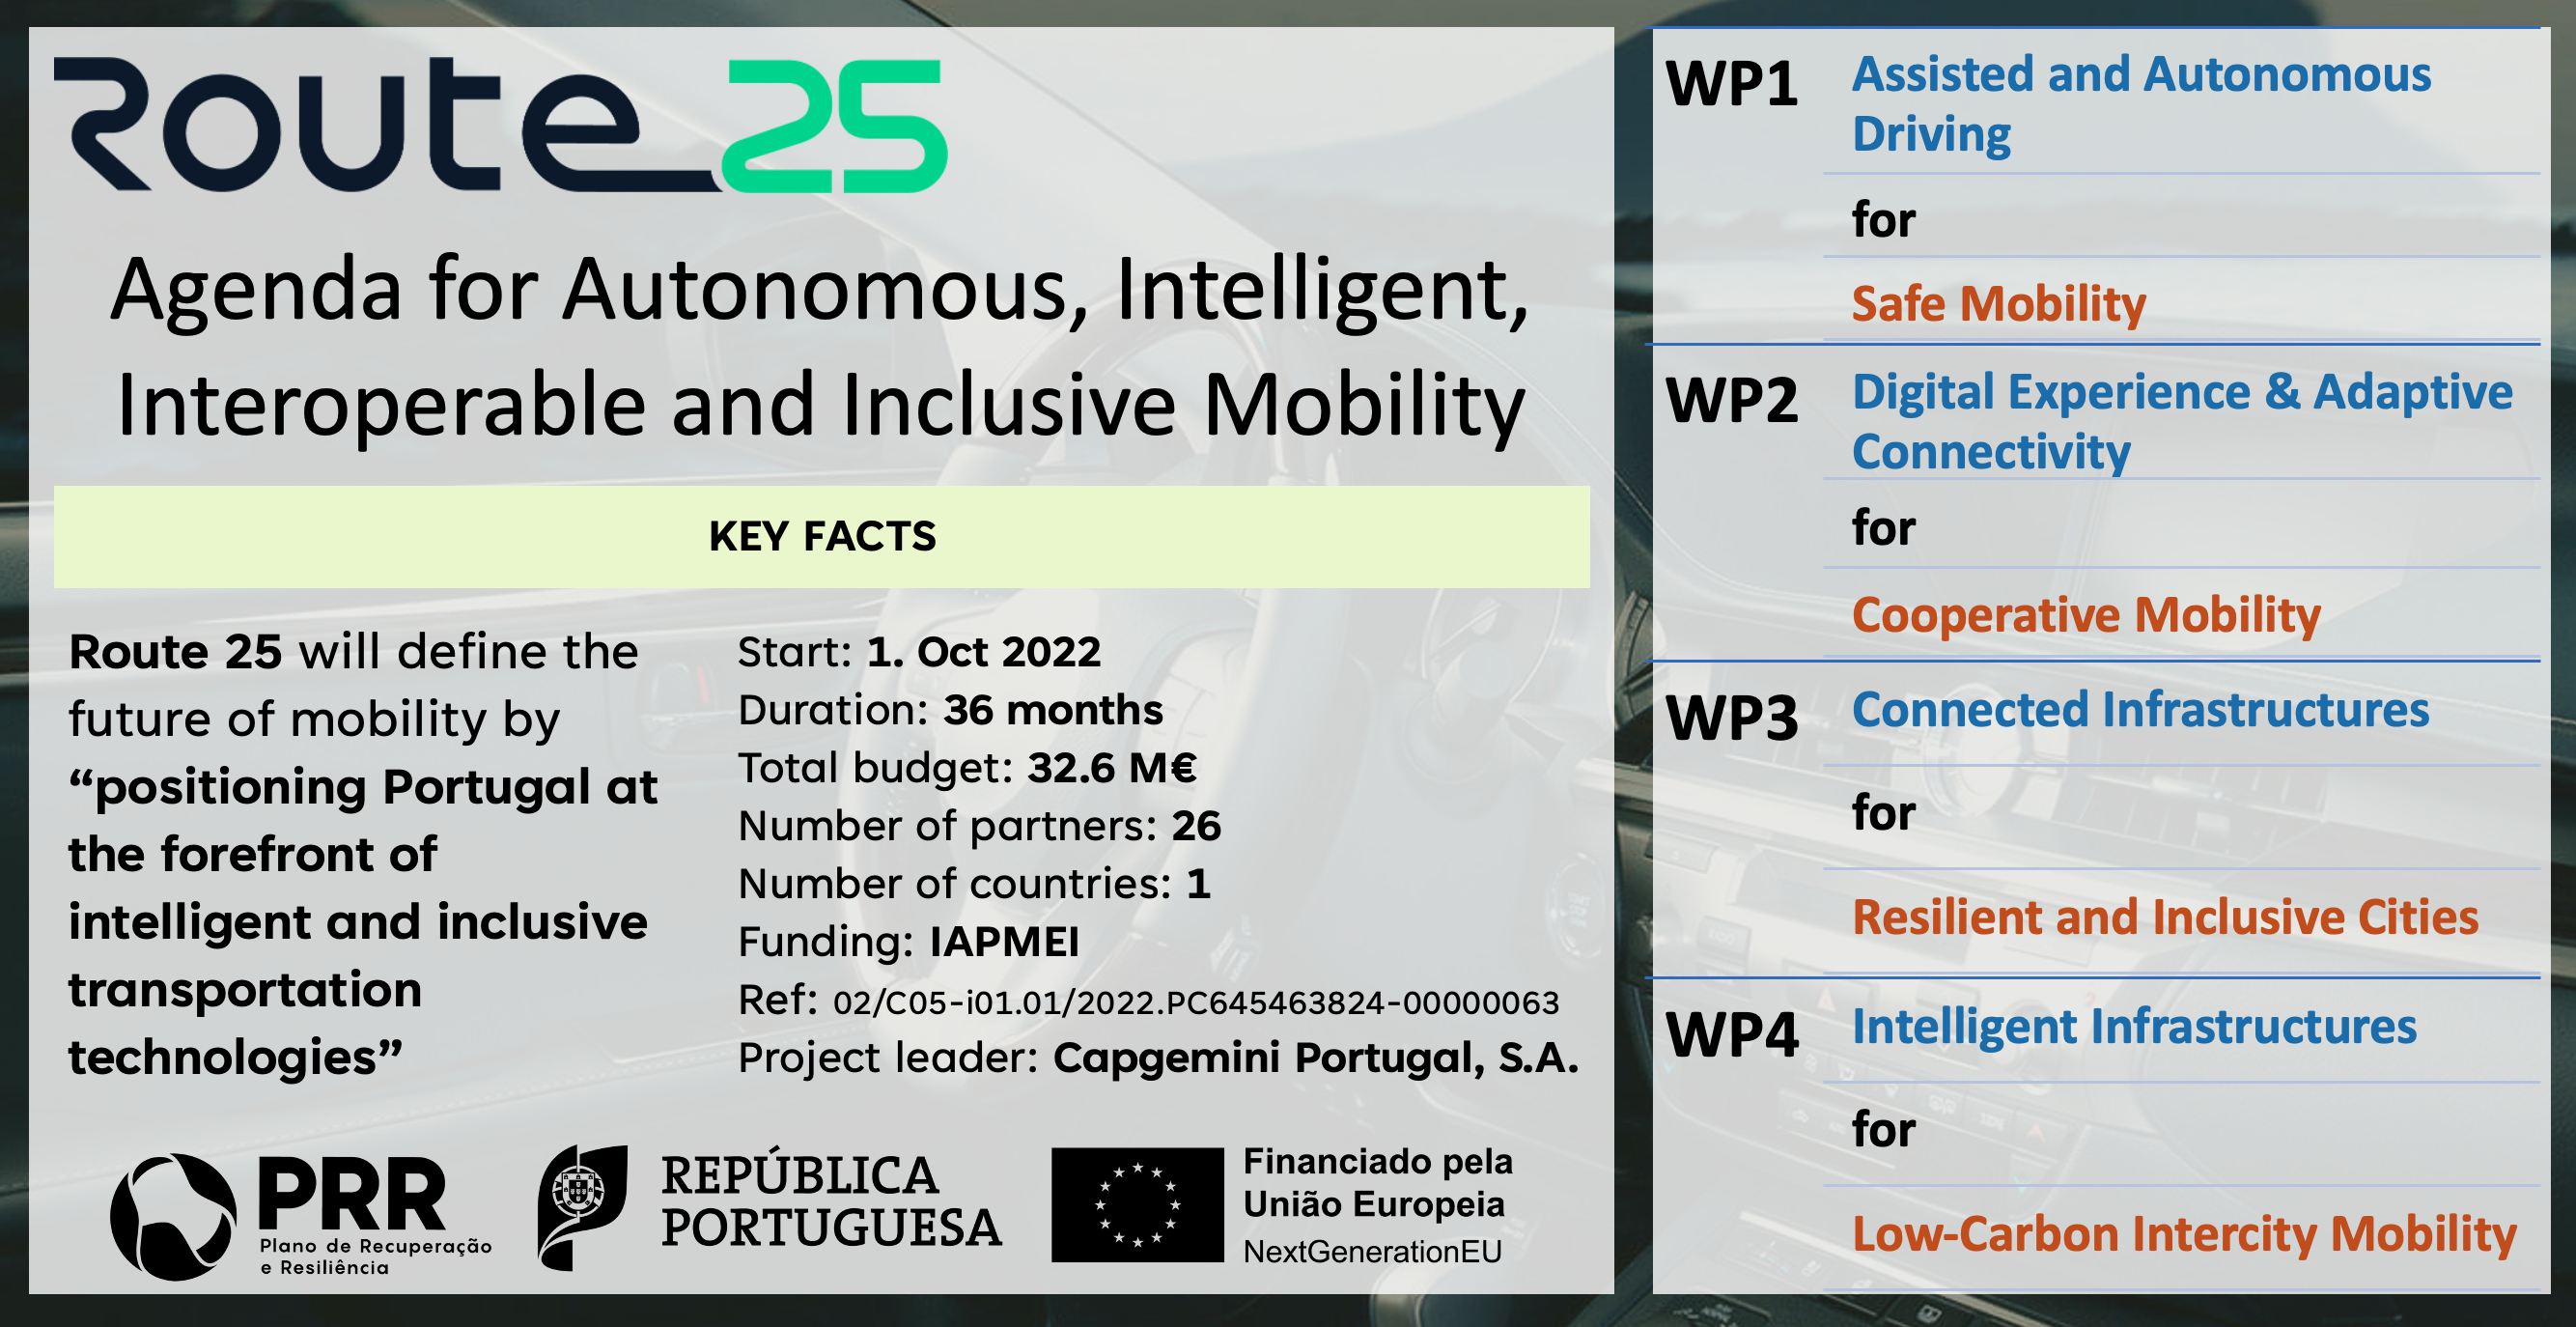 Route 25
Agenda for Autonomous, Intelligent,
Interoperable and Inclusive Mobility
KEY FACTS
Route 25 will define the
future of mobility by
“positioning Portugal at
the forefront of
intelligent and inclusive
transportation
technologies”
Start: 1. Oct 2022
Duration: 36 months
Total budget: 32.6 M€
Number of partners: 26
Number of countries: 1
Funding: IAPMEI
Ref: 02/C05-i01.01/2022.PC645463824-00000063
Project leader: Capgemini Portugal, S.A.
PRR
Plano de Recuperação
e Resiliência
REPÚBLICA
PORTUGUESA
Financiado pela
União Europeia
NextGenerationEU
WP1
Assisted and Autonomous
Driving
for
Safe Mobility
WP2
Digital Experience & Adaptive
Connectivity
for
Cooperative Mobility
WP3
Connected Infrastructures
for
Resilient and Inclusive Cities
WP4
Intelligent Infrastructures
for
Low-Carbon Intercity Mobility